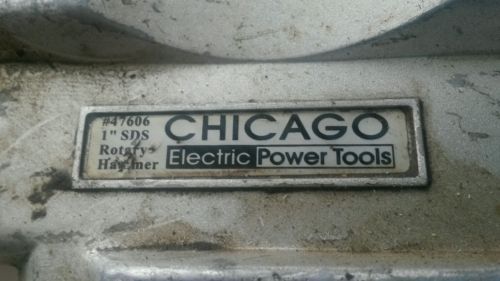 #47606
1" SDS
Rotary
Hammer
CHICAGO
Electric Power Tools